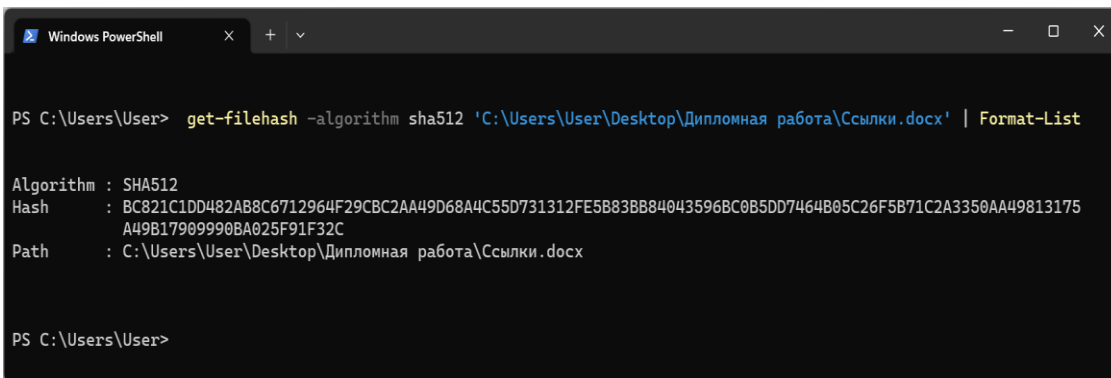 Windows PowerShell
PS C:\Users\User> get-filehash -algorithm sha512 'C:\Users\User\Desktop\Дипломная работа\Ссылки.docx' | Format-List
Algorithm : SHA512
Hash : BC821C1DD482AB8C6712964F29CBC2AA49D68A4C55D731312FE5B83BB84043596BC0B5DD7464B05C26F5B71C2A3350AA49813175
A49B17909990BA025F91F32C
Path : C:\Users\User\Desktop\Дипломная работа\Ссылки.docx
PS C:\Users\User>